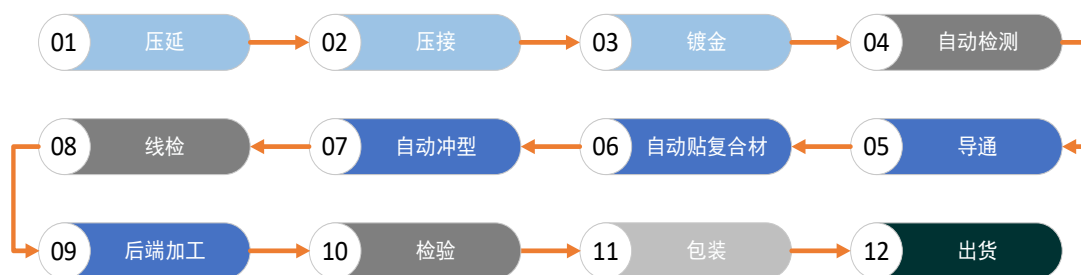 01 压延
02 压接
03 镀金
04 自动检测
05 导通
06 自动贴复合材
07 自动冲型
08 线检
09 后端加工
10 检验
11 包装
12 出货